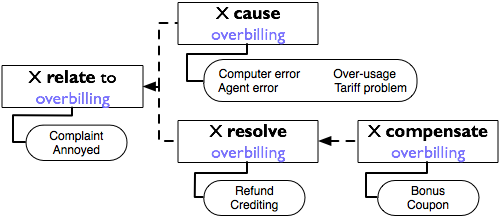 X cause
overbilling
Computer error Over-usage
Agent error Tariff problem
X relate to
overbilling
Complaint
Annoyed
X resolve
overbilling
Refund
Crediting
X compensate
overbilling
Bonus
Coupon